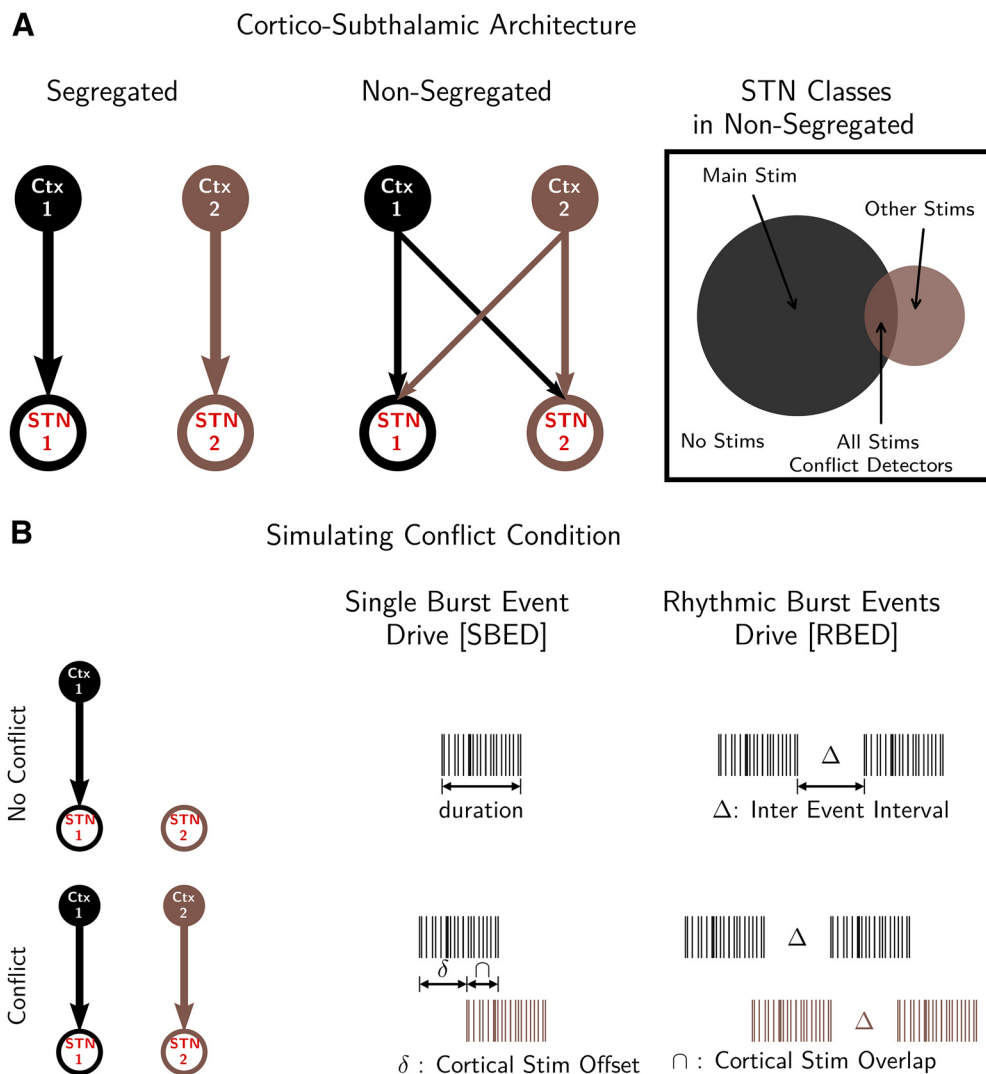 A
Cortico-Subthalamic Architecture
Segregated
Non-Segregated
STN Classes
in Non-Segregated
Ctx
1
Ctx
2
Ctx
1
Ctx
2
STN
1
STN
2
STN
1
STN
2
Main Stim
Other Stims
No Stims
All Stims
Conflict Detectors
B
Simulating Conflict Condition
Single Burst Event
Drive [SBED]
Rhythmic Burst Events
Drive [RBED]
No Conflict
Ctx
1
STN
1
STN
2
duration
Δ
Δ: Inter Event Interval
Conflict
Ctx
1
Ctx
2
STN
1
STN
2
δ ∩
Δ
Δ
δ : Cortical Stim Offset
∩ : Cortical Stim Overlap